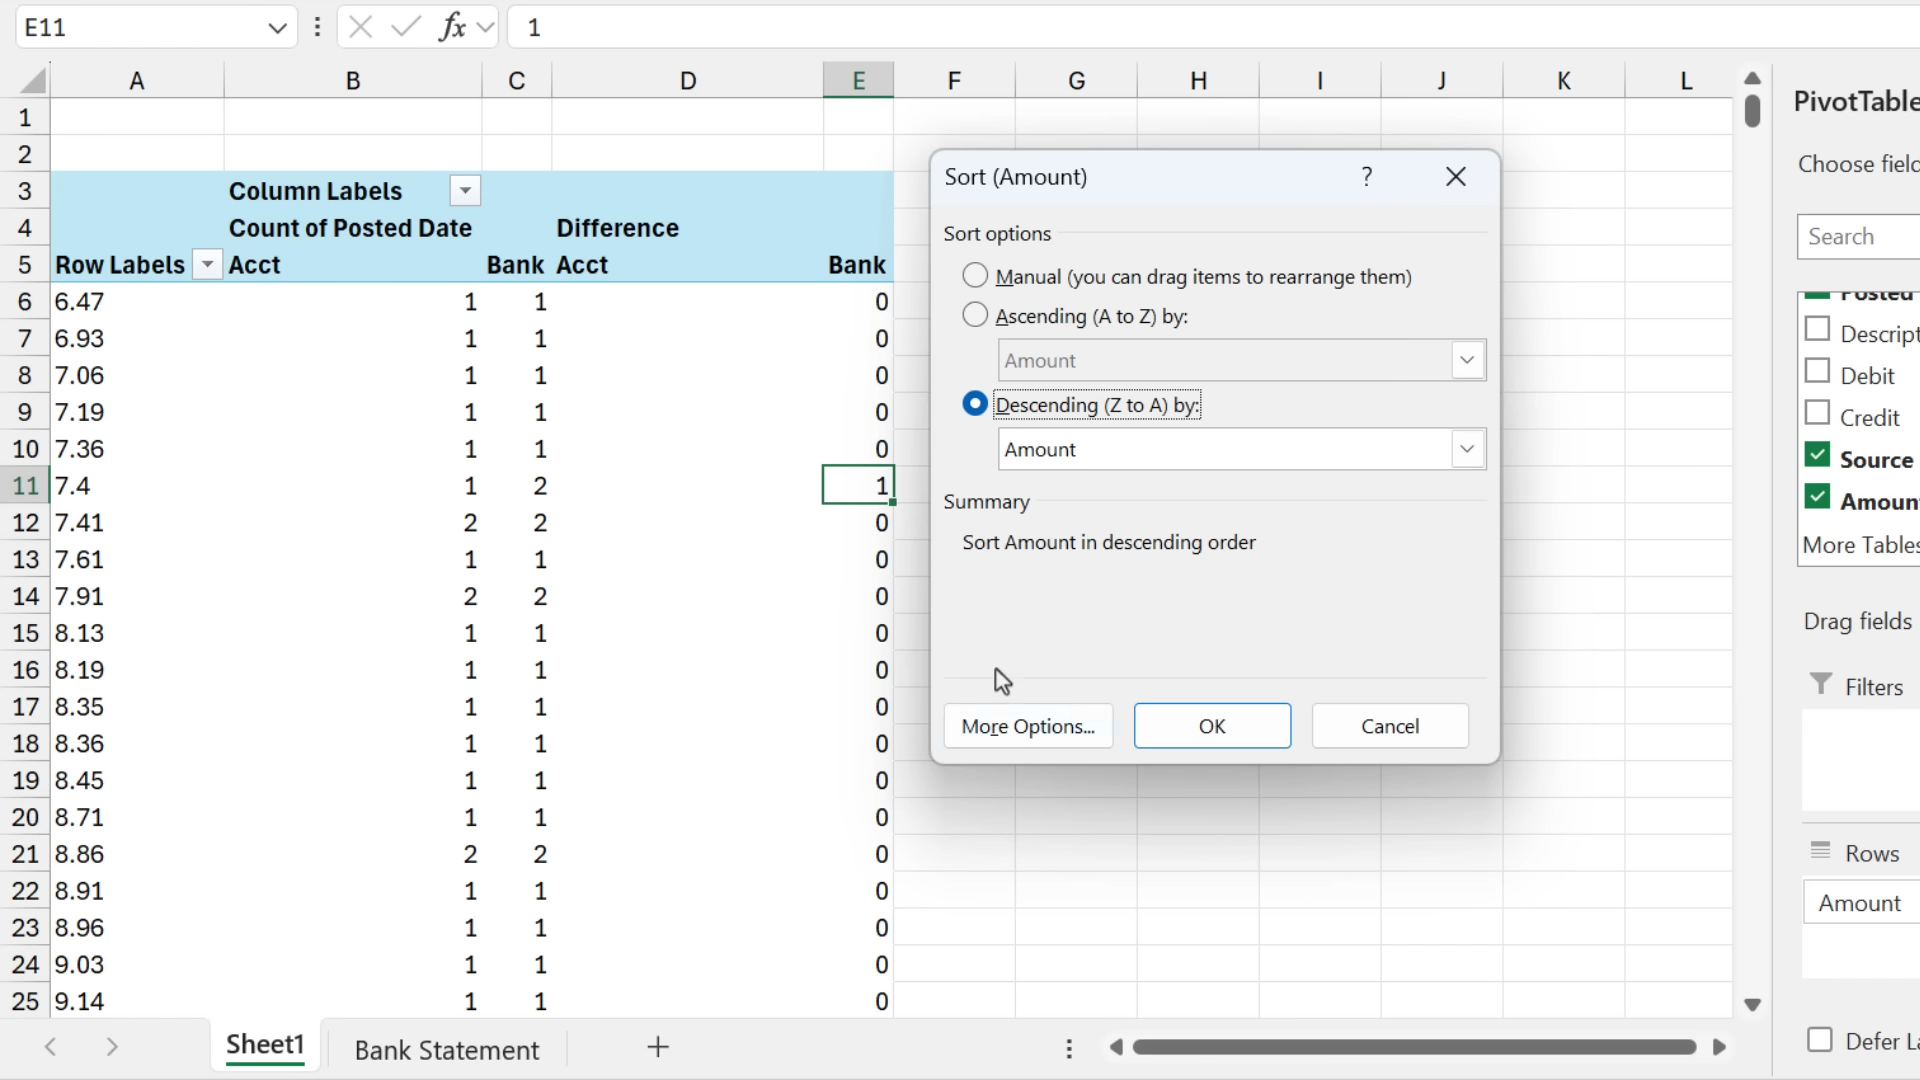 E11 fx 1
A B C D E F G H I J K L
1
2
3 Column Labels
4 Count of Posted Date Difference
5 Row Labels Acct Bank Acct Bank
6 6.47 1 1 0
7 6.93 1 1 0
8 7.06 1 1 0
9 7.19 1 1 0
10 7.36 1 1 0
11 7.4 1 2 1
12 7.41 2 2 0
13 7.61 1 1 0
14 7.91 2 2 0
15 8.13 1 1 0
16 8.19 1 1 0
17 8.35 1 1 0
18 8.36 1 1 0
19 8.45 1 1 0
20 8.71 1 1 0
21 8.86 2 2 0
22 8.91 1 1 0
23 8.96 1 1 0
24 9.03 1 1 0
25 9.14 1 1 0
Sheet1 Bank Statement
Sort (Amount) ?
Sort options
Manual (you can drag items to rearrange them)
Ascending (A to Z) by:
Amount
Descending (Z to A) by:
Amount
Summary
Sort Amount in descending order
More Options... OK Cancel
PivotTable
Choose field
Search
Posted
Descript
Debit
Credit
Source
Amoun
More Tables
Drag fields
Filters
Rows
Amount
Defer La